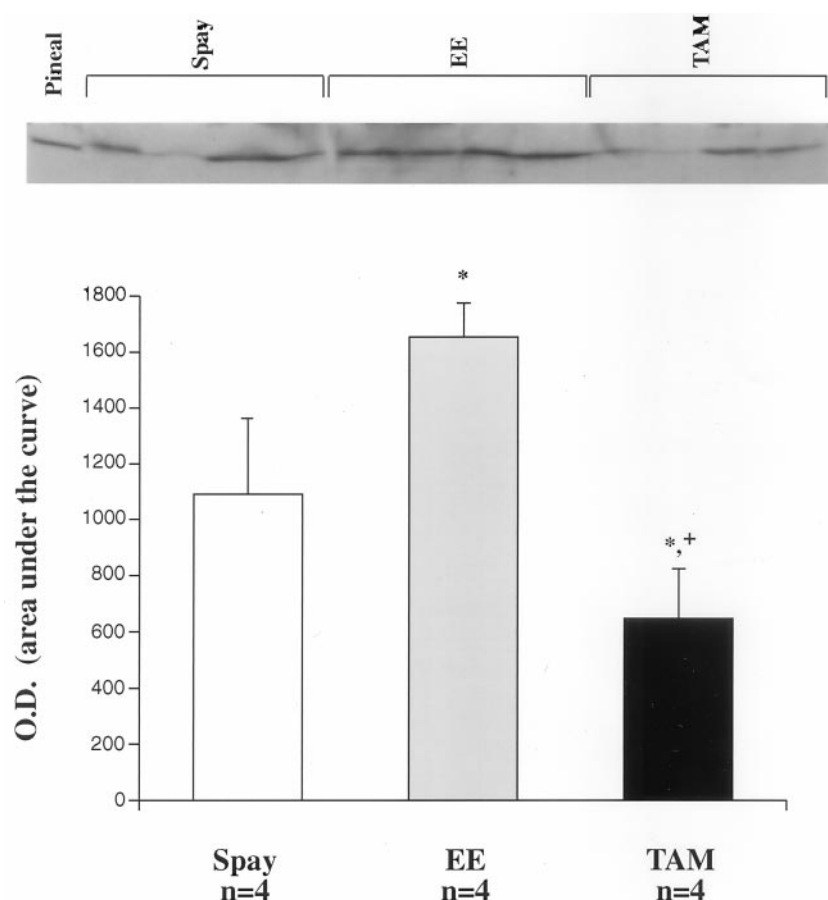 Pineal
Spay
EE
TAM
*
*,+
1800
1600
1400
1200
1000
800
600
400
200
0
O.D. (area under the curve)
Spay
n=4
EE
n=4
TAM
n=4